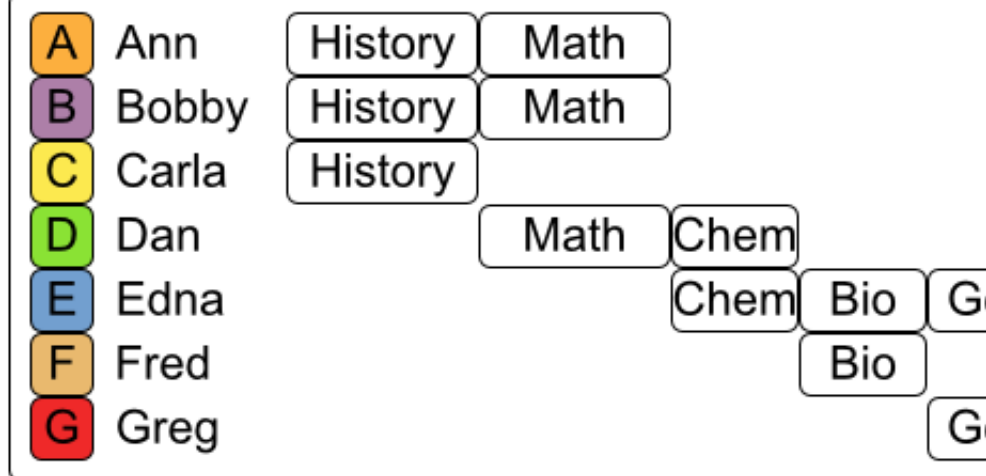 A Ann History Math
B Bobby History Math
C Carla History
D Dan Math Chem
E Edna Chem Bio
F Fred Bio
G Greg